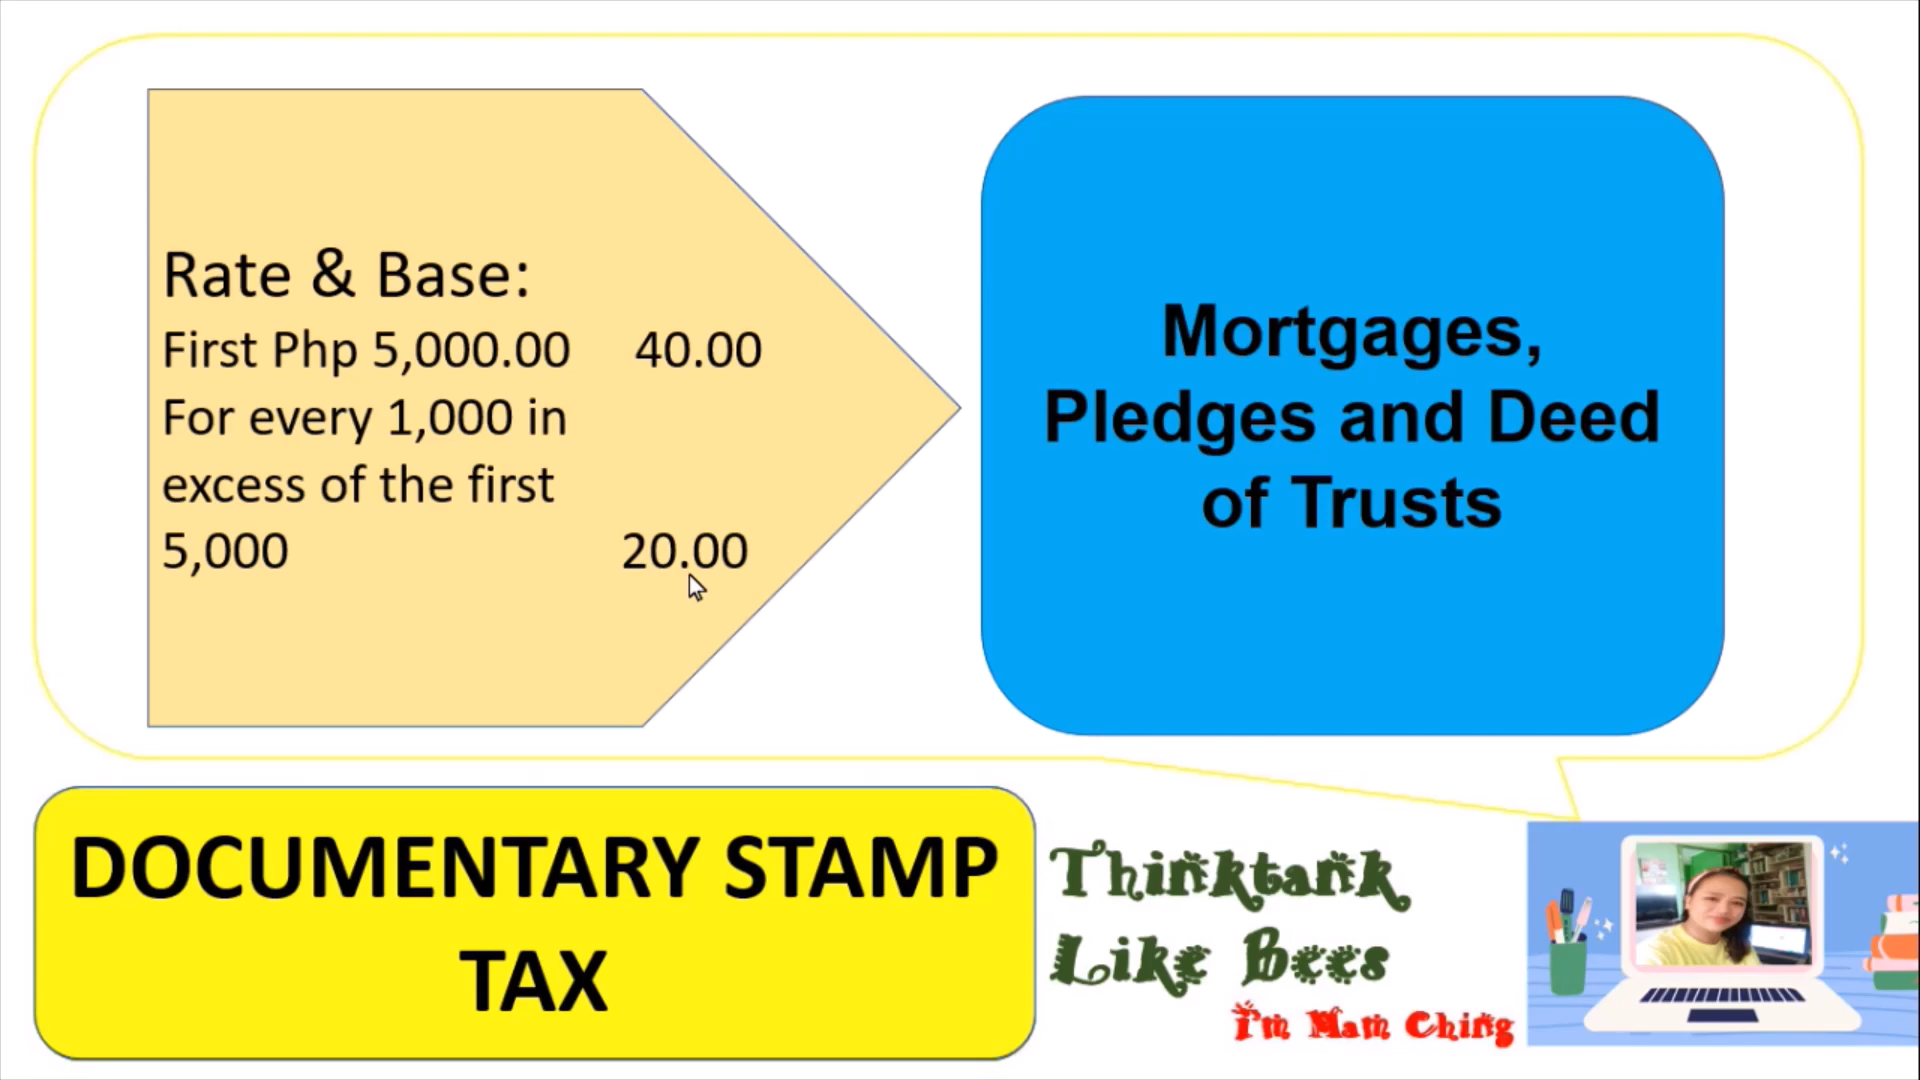 Rate & Base:
First Php 5,000.00 40.00
For every 1,000 in
excess of the first
5,000 20.00
Mortgages,
Pledges and Deed
of Trusts
DOCUMENTARY STAMP
TAX
Thinktank
Like Bees
I'm Mam Ching